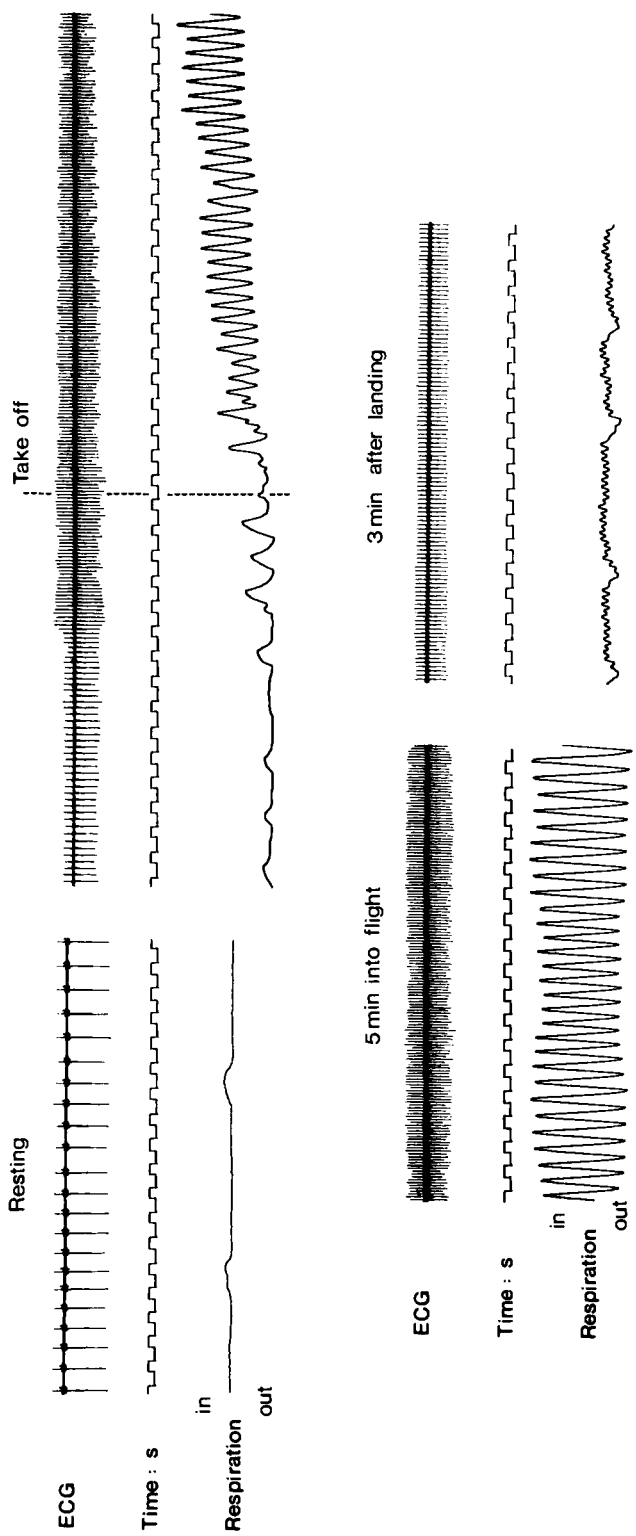 Resting
Take off
ECG
Time : s
in
Respiration
out
5 min into flight
3 min after landing
ECG
Time : s
in
Respiration
out